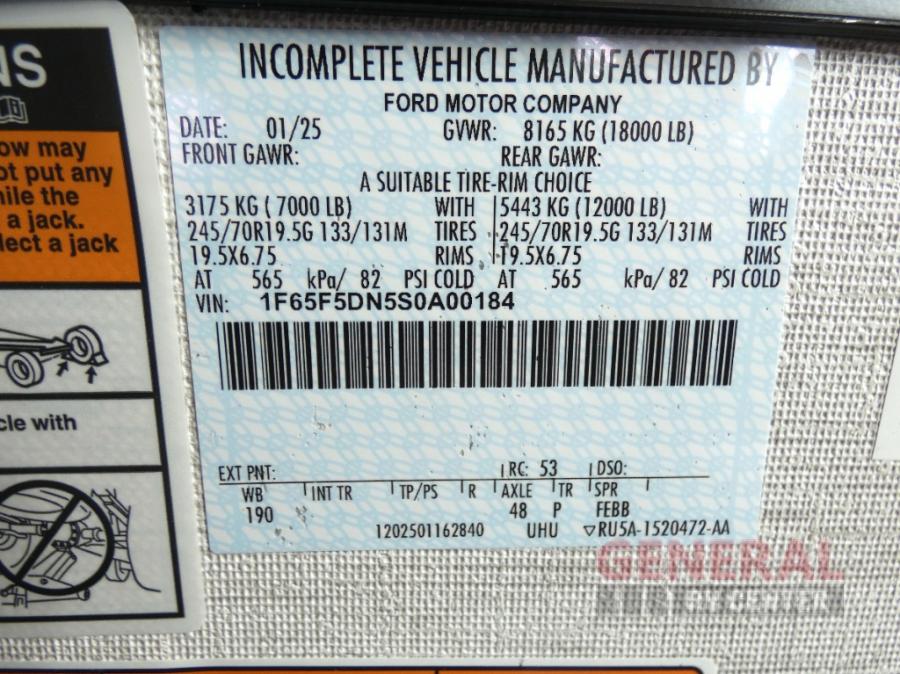 NS
ow may
ot put any
hile the
a jack.
lect a jack
cle with
INCOMPLETE VEHICLE MANUFACTURED BY
FORD MOTOR COMPANY
DATE: 01/25 GVWR: 8165 KG (18000 LB)
FRONT GAWR: REAR GAWR:
A SUITABLE TIRE-RIM CHOICE
3175 KG ( 7000 LB) WITH 5443 KG (12000 LB) WITH
245/70R19.5G 133/131M TIRES 245/70R19.5G 133/131M TIRES
19.5X6.75 RIMS 19.5X6.75 RIMS
AT 565 kPa/ 82 PSI COLD AT 565 kPa/ 82 PSI COLD
VIN: 1F65F5DN5S0A00184
EXT PNT: RC: 53 DSO:
WB INT TR TP/PS R AXLE TR SPR
190 48 P FEBB
1202501162840 UHU ▽RU5A-1520472-AA
GENERAL
RV CENTER